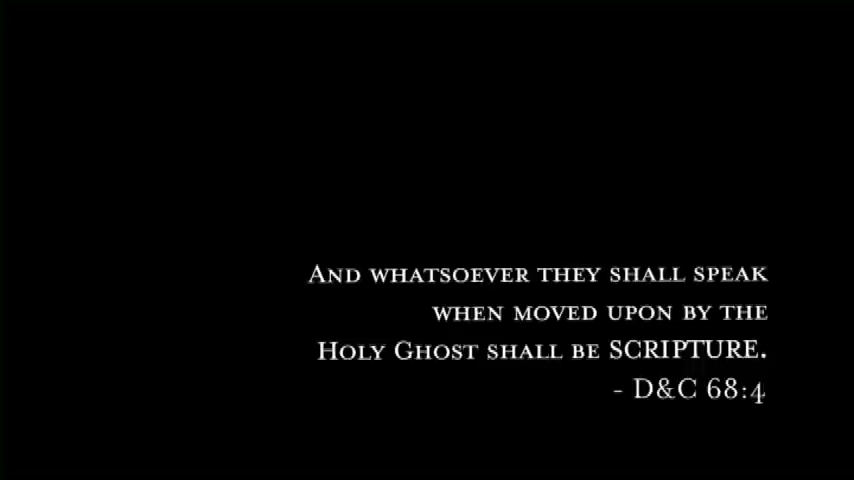 And whatsoever they shall speak
when moved upon by the
Holy Ghost shall be SCRIPTURE.
- D&C 68:4